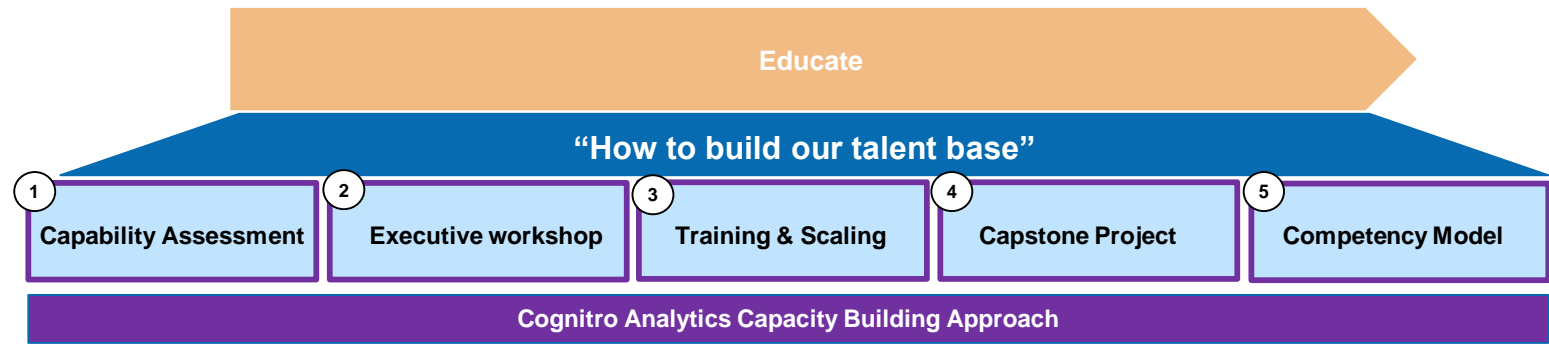 Educate
“How to build our talent base”
1
Capability Assessment
2
Executive workshop
3
Training & Scaling
4
Capstone Project
5
Competency Model
Cognitro Analytics Capacity Building Approach